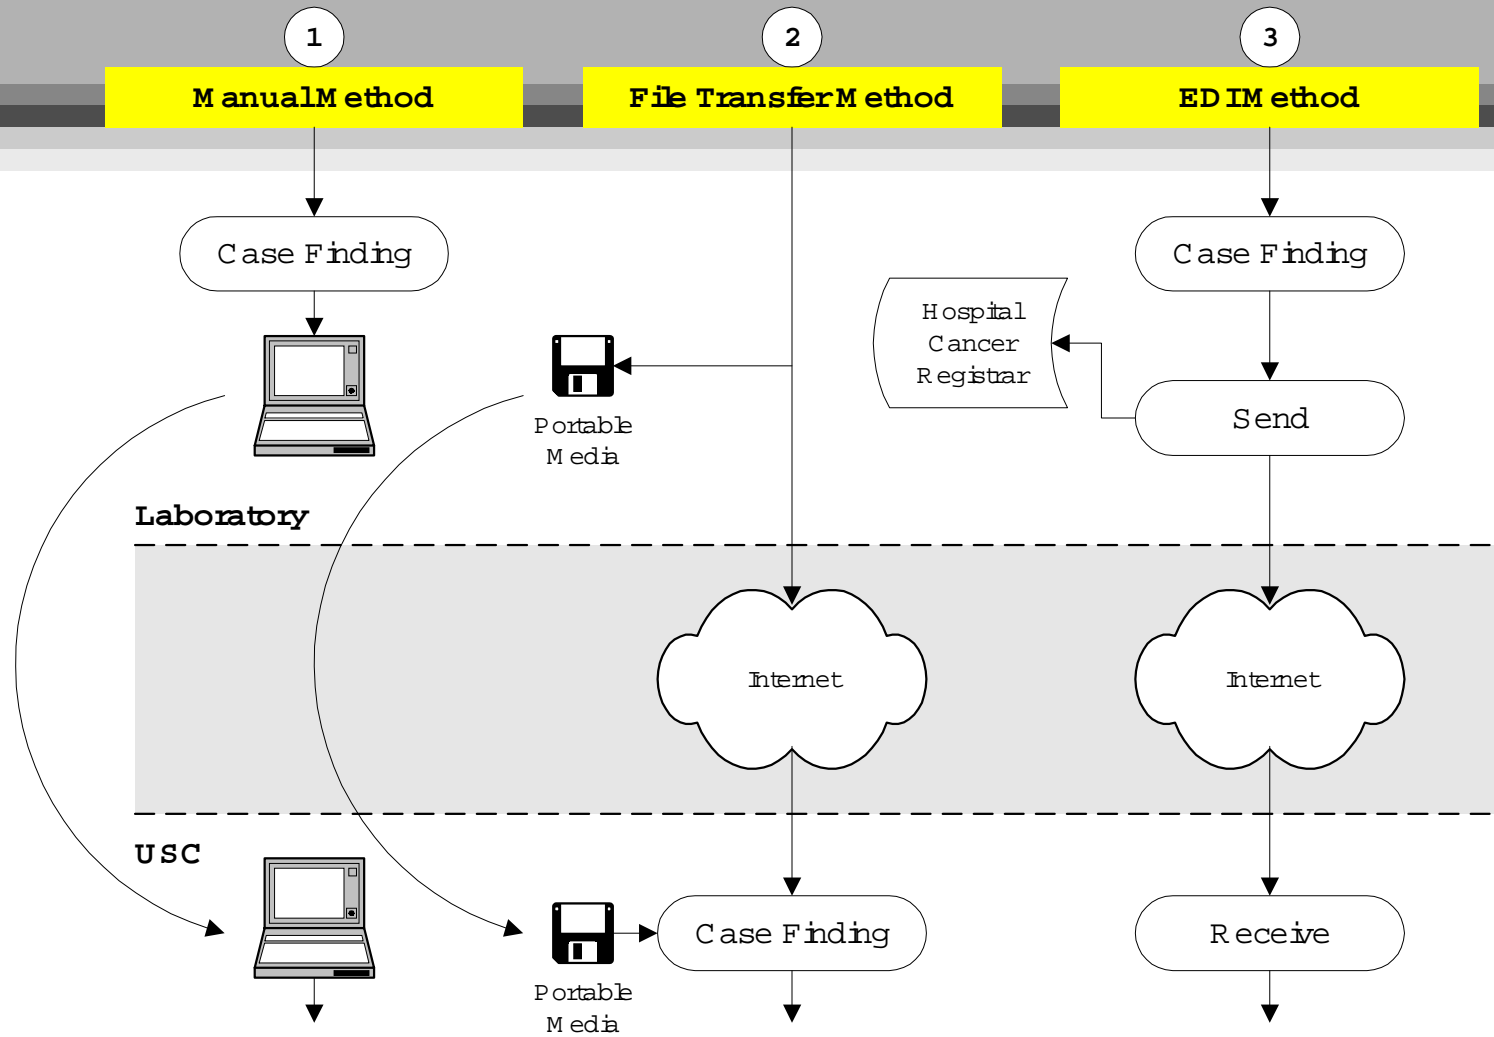 1
2
3
Manual Method
File Transfer Method
EDI Method
Case Finding
Case Finding
Hospital
Cancer
Registrar
Portable
Media
Send
Laboratory
Internet
Internet
USC
Case Finding
Receive
Portable
Media